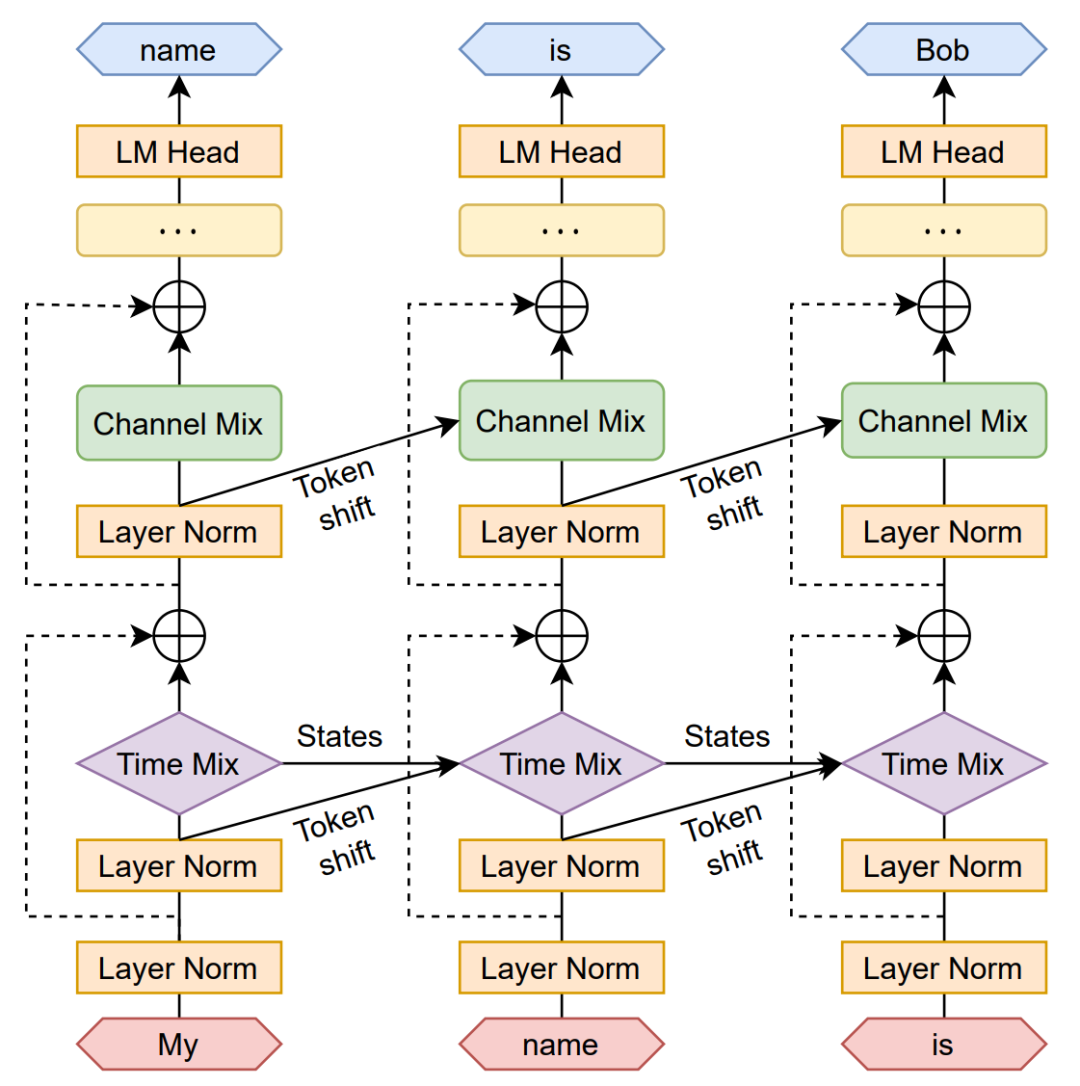 name
is
Bob
LM Head
LM Head
LM Head
...
...
...
Channel Mix
Channel Mix
Channel Mix
Token
shift
Token
shift
Layer Norm
Layer Norm
Layer Norm
States
States
Time Mix
Time Mix
Time Mix
Token
shift
Token
shift
Layer Norm
Layer Norm
Layer Norm
Layer Norm
Layer Norm
Layer Norm
My
name
is